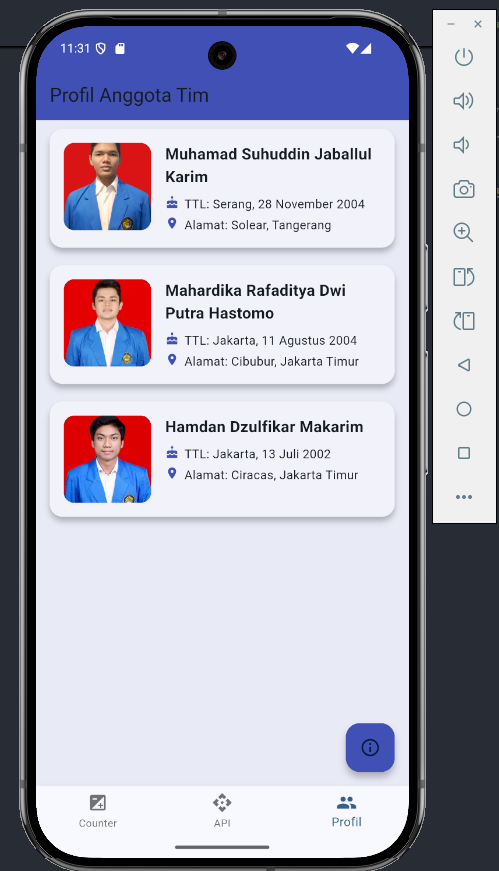 11:31
Profil Anggota Tim
Muhamad Suhuddin Jaballul
Karim
TTL: Serang, 28 November 2004
Alamat: Solear, Tangerang
Mahardika Rafaditya Dwi
Putra Hastomo
TTL: Jakarta, 11 Agustus 2004
Alamat: Cibubur, Jakarta Timur
Hamdan Dzulfikar Makarim
TTL: Jakarta, 13 Juli 2002
Alamat: Ciracas, Jakarta Timur
Counter
API
Profil